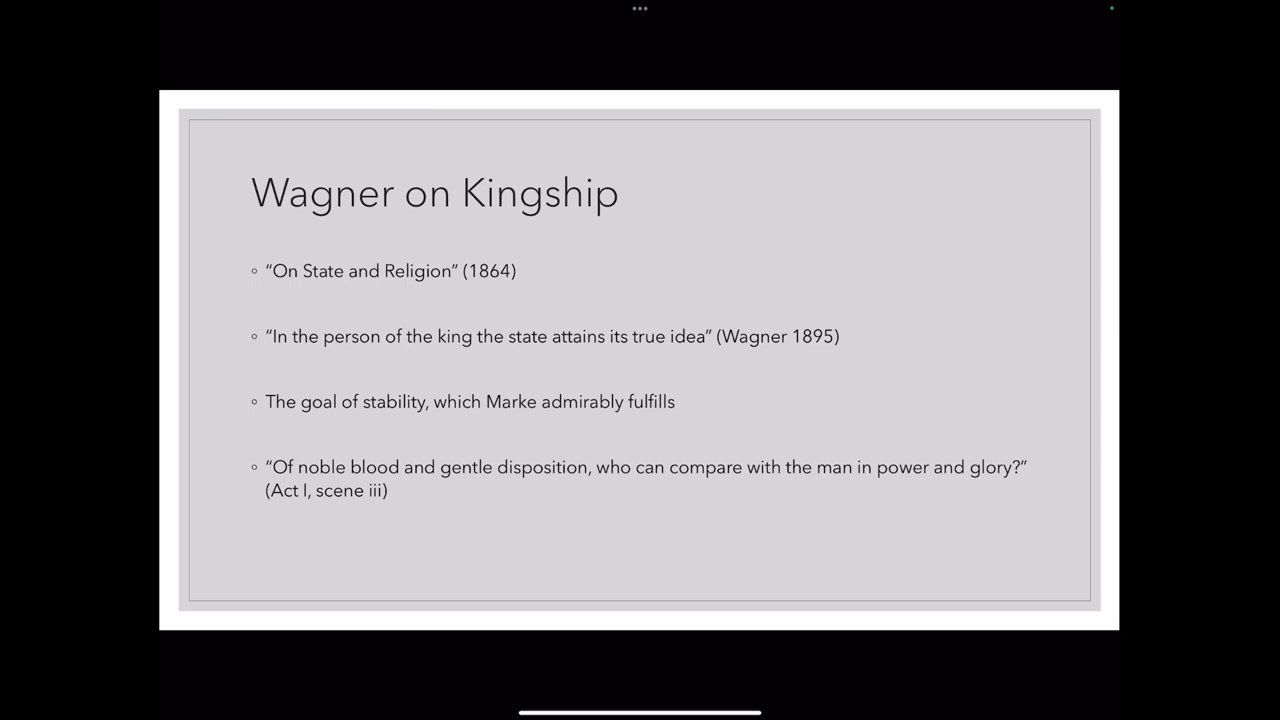 Wagner on Kingship
◦ “On State and Religion” (1864)
◦ “In the person of the king the state attains its true idea” (Wagner 1895)
◦ The goal of stability, which Marke admirably fulfills
◦ “Of noble blood and gentle disposition, who can compare with the man in power and glory?”
(Act I, scene iii)